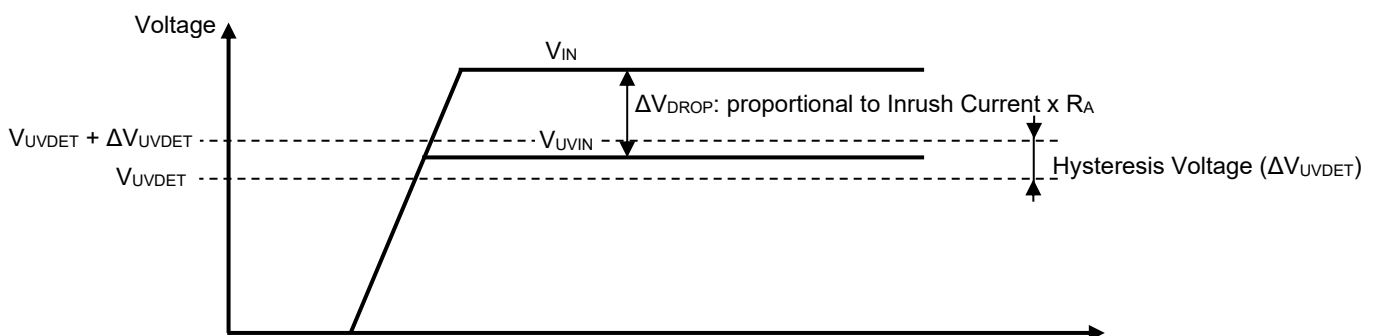 Voltage
VIN
ΔVDROP: proportional to Inrush Current x RA
VUVDET + ΔVUVDET
VUVIN
Hysteresis Voltage (ΔVUVDET)
VUVDET